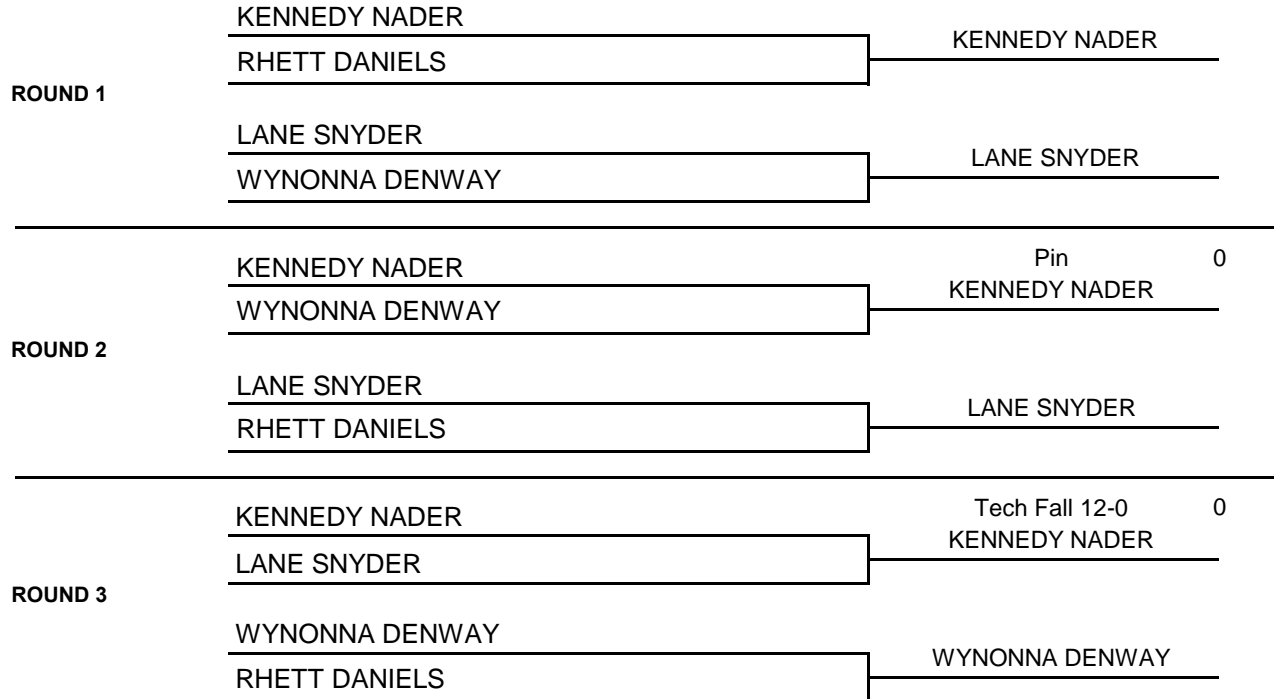 KENNEDY NADER
KENNEDY NADER
RHETT DANIELS
ROUND 1
LANE SNYDER
LANE SNYDER
WYNONNA DENWAY
Pin 0
KENNEDY NADER
KENNEDY NADER
WYNONNA DENWAY
ROUND 2
LANE SNYDER
LANE SNYDER
RHETT DANIELS
Tech Fall 12-0 0
KENNEDY NADER
KENNEDY NADER
LANE SNYDER
ROUND 3
WYNONNA DENWAY
WYNONNA DENWAY
RHETT DANIELS